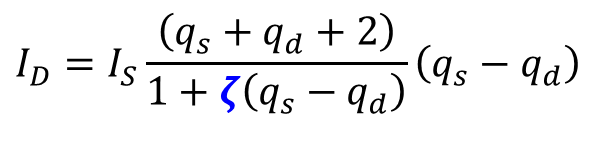 I_D = I_S \frac{(q_s + q_d + 2)}{1 + ζ(q_s − q_d)} (q_s − q_d)